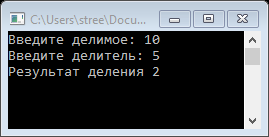 C:\Users\stree\Docu...
Введите делимое: 10
Введите делитель: 5
Результат деления 2